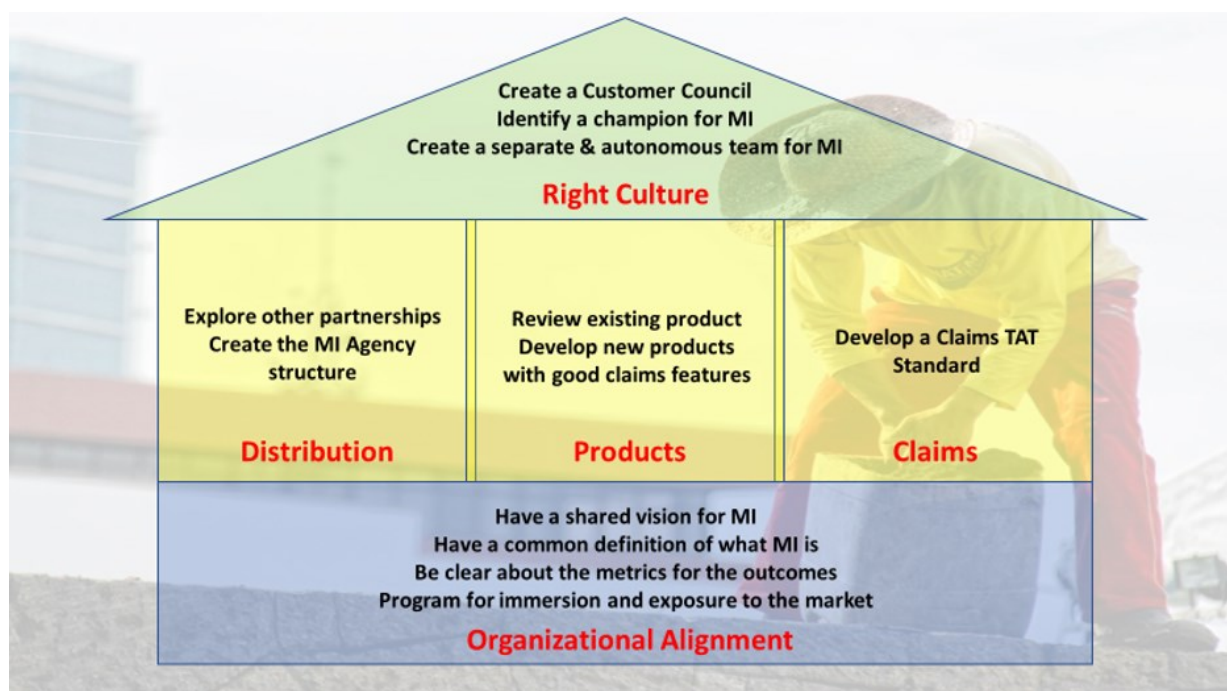 Create a Customer Council
Identify a champion for MI
Create a separate & autonomous team for MI
Right Culture
Explore other partnerships
Create the MI Agency
structure
Distribution
Review existing product
Develop new products
with good claims features
Products
Develop a Claims TAT
Standard
Claims
Have a shared vision for MI
Have a common definition of what MI is
Be clear about the metrics for the outcomes
Program for immersion and exposure to the market
Organizational Alignment